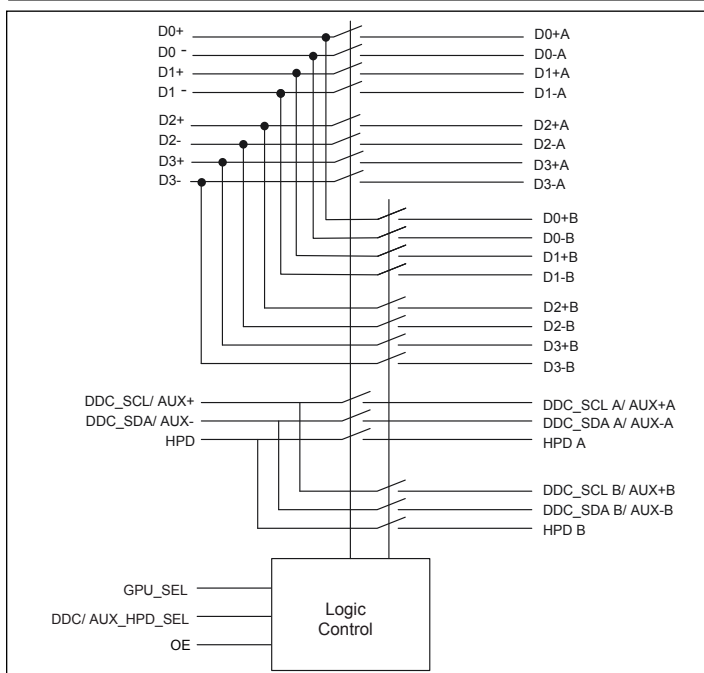 D0+ D0+A
D0 - D0-A
D1+ D1+A
D1 - D1-A
D2+ D2+A
D2- D2-A
D3+ D3+A
D3- D3-A
D0+B
D0-B
D1+B
D1-B
D2+B
D2-B
D3+B
D3-B
DDC_SCL/ AUX+ DDC_SCL A/ AUX+A
DDC_SDA/ AUX- DDC_SDA A/ AUX-A
HPD HPD A
DDC_SCL B/ AUX+B
DDC_SDA B/ AUX-B
HPD B
GPU_SEL
DDC/ AUX_HPD_SEL
OE
Logic
Control